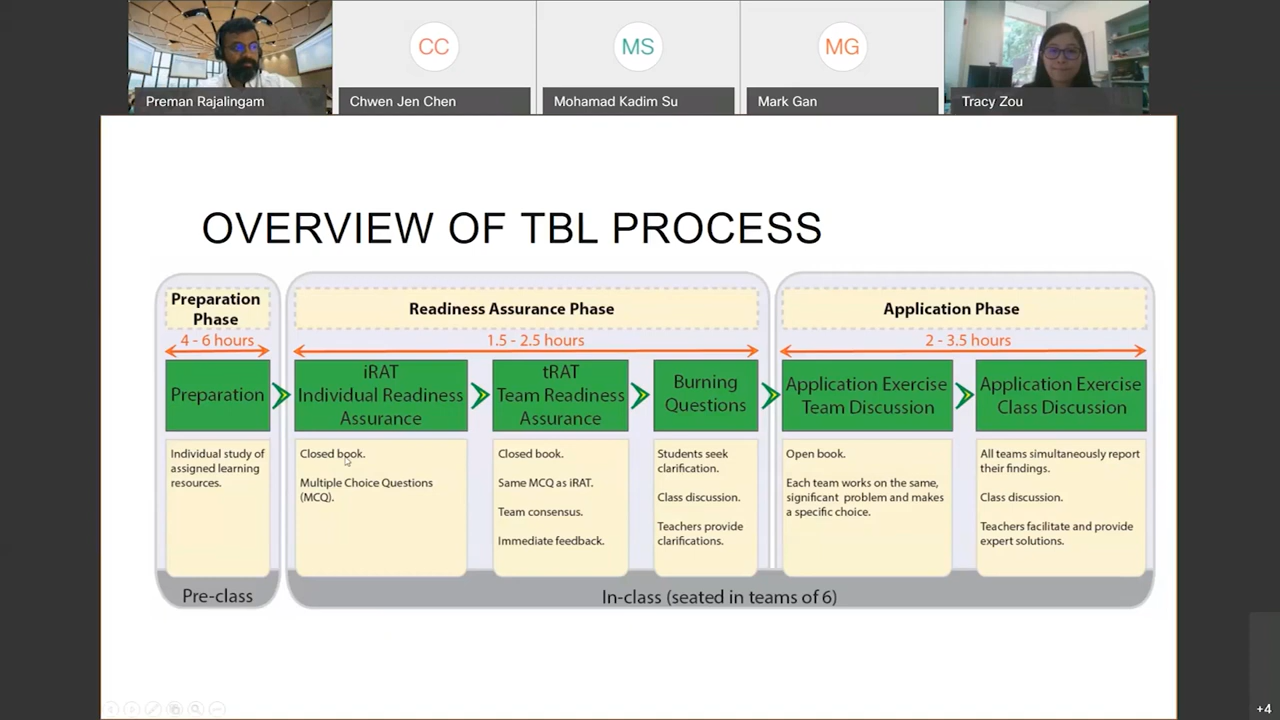 CC
MS
MG
Preman Rajalingam
Chwen Jen Chen
Mohamad Kadim Su
Mark Gan
Tracy Zou
OVERVIEW OF TBL PROCESS
Preparation
Phase
4 - 6 hours
Preparation
Individual study of
assigned learning
resources.
Pre-class
Readiness Assurance Phase
1.5 - 2.5 hours
iRAT
Individual Readiness
Assurance
Closed book.
Multiple Choice Questions
(MCQ).
tRAT
Team Readiness
Assurance
Closed book.
Same MCQ as iRAT.
Team consensus.
Immediate feedback.
Burning
Questions
Students seek
clarification.
Class discussion.
Teachers provide
clarifications.
Application Phase
2 - 3.5 hours
Application Exercise
Team Discussion
Open book.
Each team works on the same,
significant problem and makes
a specific choice.
Application Exercise
Class Discussion
All teams simultaneously report
their findings.
Class discussion.
Teachers facilitate and provide
expert solutions.
In-class (seated in teams of 6)
+4